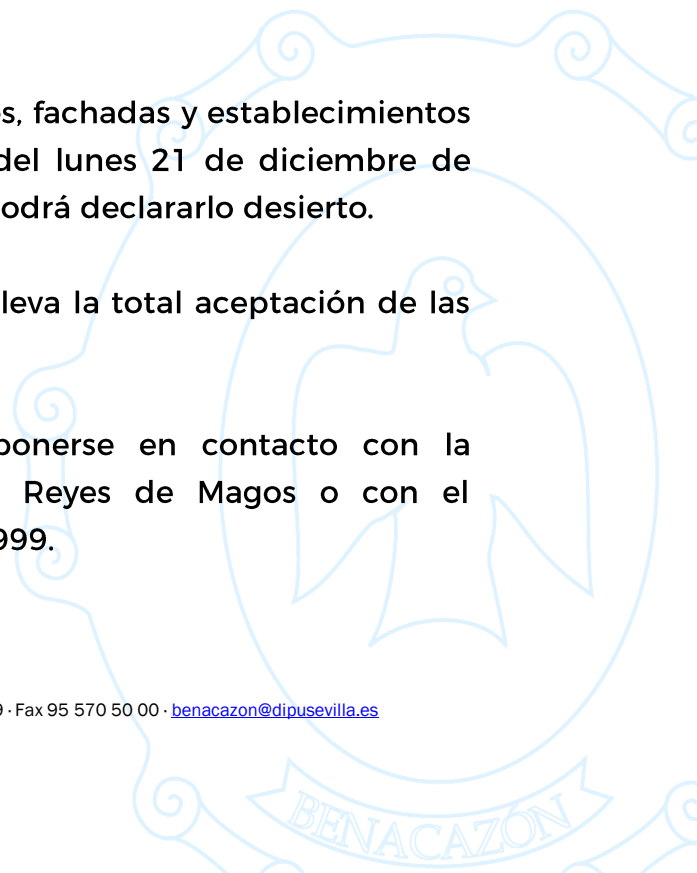 s, fachadas y establecimientos
del lunes 21 de diciembre de
odrá declararlo desierto.
leva la total aceptación de las
ponerse en contacto con la
Reyes de Magos o con el
999.
9 · Fax 95 570 50 00 · benacazon@dipusevilla.es
BENACAZÓN